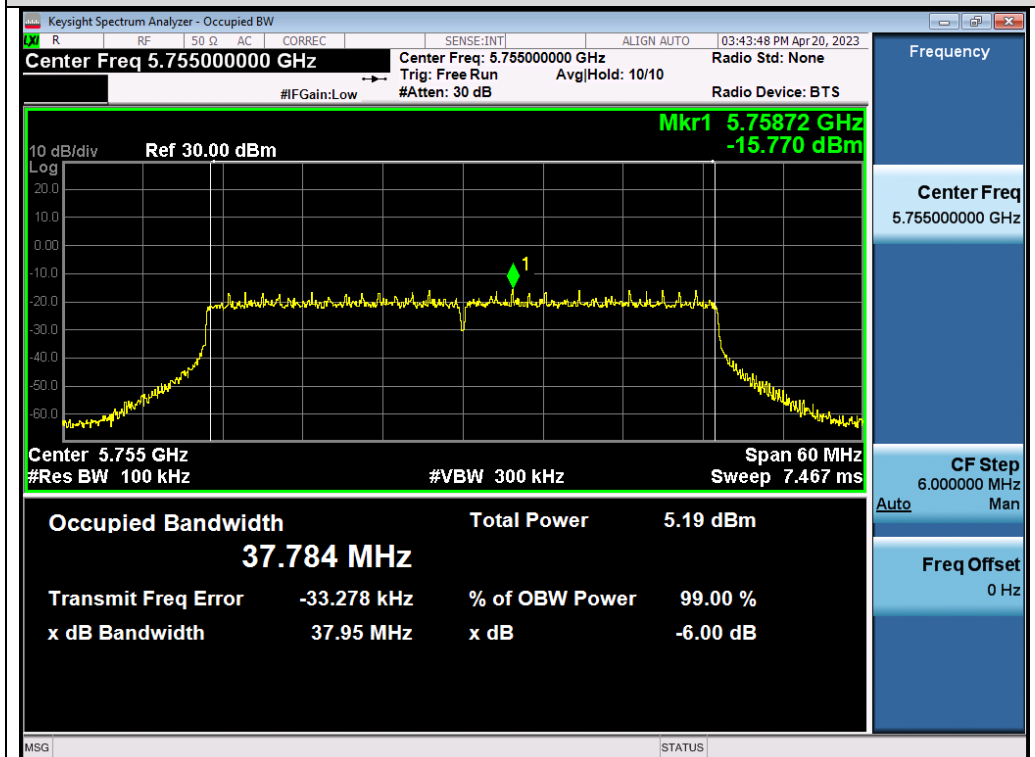 Keysight Spectrum Analyzer - Occupied BW
LXI R RF 50 Ω AC CORREC SENSE:INT ALIGN AUTO 03:43:48 PM Apr 20, 2023
Center Freq 5.755000000 GHz
Center Freq: 5.755000000 GHz Radio Std: None
Trig: Free Run Avg|Hold: 10/10
#IFGain:Low #Atten: 30 dB Radio Device: BTS
Frequency
Mkr1 5.75872 GHz
-15.770 dBm
10 dB/div Ref 30.00 dBm
Log
20.0
10.0
0.00
-10.0
-20.0
-30.0
-40.0
-50.0
-60.0
1
Center 5.755 GHz Span 60 MHz
#Res BW 100 kHz #VBW 300 kHz Sweep 7.467 ms
Center Freq
5.755000000 GHz
CF Step
6.000000 MHz
Auto Man
Freq Offset
0 Hz
Occupied Bandwidth Total Power 5.19 dBm
37.784 MHz
Transmit Freq Error -33.278 kHz % of OBW Power 99.00 %
x dB Bandwidth 37.95 MHz x dB -6.00 dB
MSG STATUS